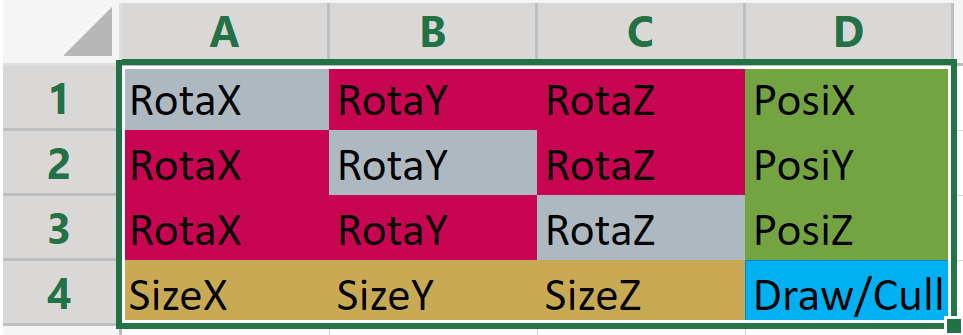 A B C D
1 RotaX RotaY RotaZ PosiX
2 RotaX RotaY RotaZ PosiY
3 RotaX RotaY RotaZ PosiZ
4 SizeX SizeY SizeZ Draw/Cull